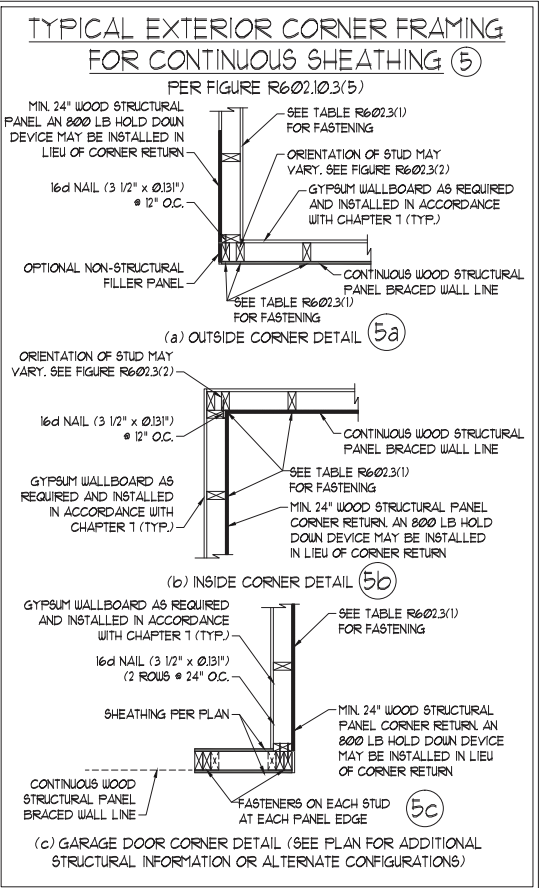 TYPICAL EXTERIOR CORNER FRAMING
FOR CONTINUOUS SHEATHING 5
PER FIGURE R602.10.3(5)
MIN. 24" WOOD STRUCTURAL
PANEL AN 800 LB HOLD DOWN
DEVICE MAY BE INSTALLED IN
LIEU OF CORNER RETURN
SEE TABLE R602.3(1)
FOR FASTENING
ORIENTATION OF STUD MAY
VARY. SEE FIGURE R602.3(2)
16d NAIL (3 1/2" x 0.131")
@ 12" O.C.
GYPSUM WALLBOARD AS REQUIRED
AND INSTALLED IN ACCORDANCE
WITH CHAPTER 7 (TYP.)
OPTIONAL NON-STRUCTURAL
FILLER PANEL
CONTINUOUS WOOD STRUCTURAL
PANEL BRACED WALL LINE
SEE TABLE R602.3(1)
FOR FASTENING
(a) OUTSIDE CORNER DETAIL 5a
ORIENTATION OF STUD MAY
VARY. SEE FIGURE R602.3(2)
16d NAIL (3 1/2" x 0.131")
@ 12" O.C.
CONTINUOUS WOOD STRUCTURAL
PANEL BRACED WALL LINE
GYPSUM WALLBOARD AS
REQUIRED AND INSTALLED
IN ACCORDANCE WITH
CHAPTER 7 (TYP.)
SEE TABLE R602.3(1)
FOR FASTENING
MIN. 24" WOOD STRUCTURAL PANEL
CORNER RETURN. AN 800 LB HOLD
DOWN DEVICE MAY BE INSTALLED
IN LIEU OF CORNER RETURN
(b) INSIDE CORNER DETAIL 5b
GYPSUM WALLBOARD AS REQUIRED
AND INSTALLED IN ACCORDANCE
WITH CHAPTER 7 (TYP.)
SEE TABLE R602.3(1)
FOR FASTENING
16d NAIL (3 1/2" x 0.131")
(2 ROWS @ 24" O.C.
SHEATHING PER PLAN
MIN. 24" WOOD STRUCTURAL
PANEL CORNER RETURN. AN
800 LB HOLD DOWN DEVICE
MAY BE INSTALLED IN LIEU
OF CORNER RETURN
CONTINUOUS WOOD
STRUCTURAL PANEL
BRACED WALL LINE
FASTENERS ON EACH STUD
AT EACH PANEL EDGE
5c
(c) GARAGE DOOR CORNER DETAIL (SEE PLAN FOR ADDITIONAL
STRUCTURAL INFORMATION OR ALTERNATE CONFIGURATIONS)